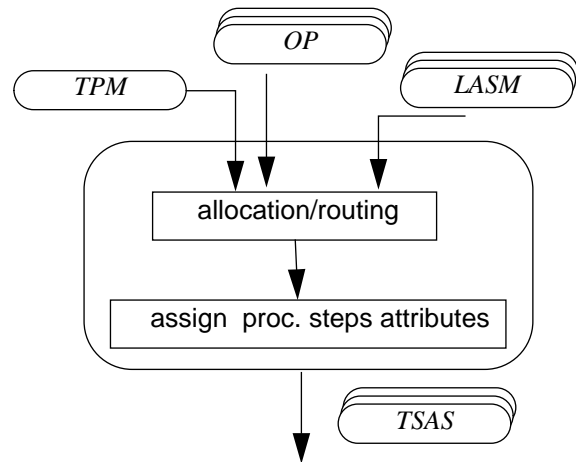 OP
TPM
LASM
allocation/routing
assign proc. steps attributes
TSAS